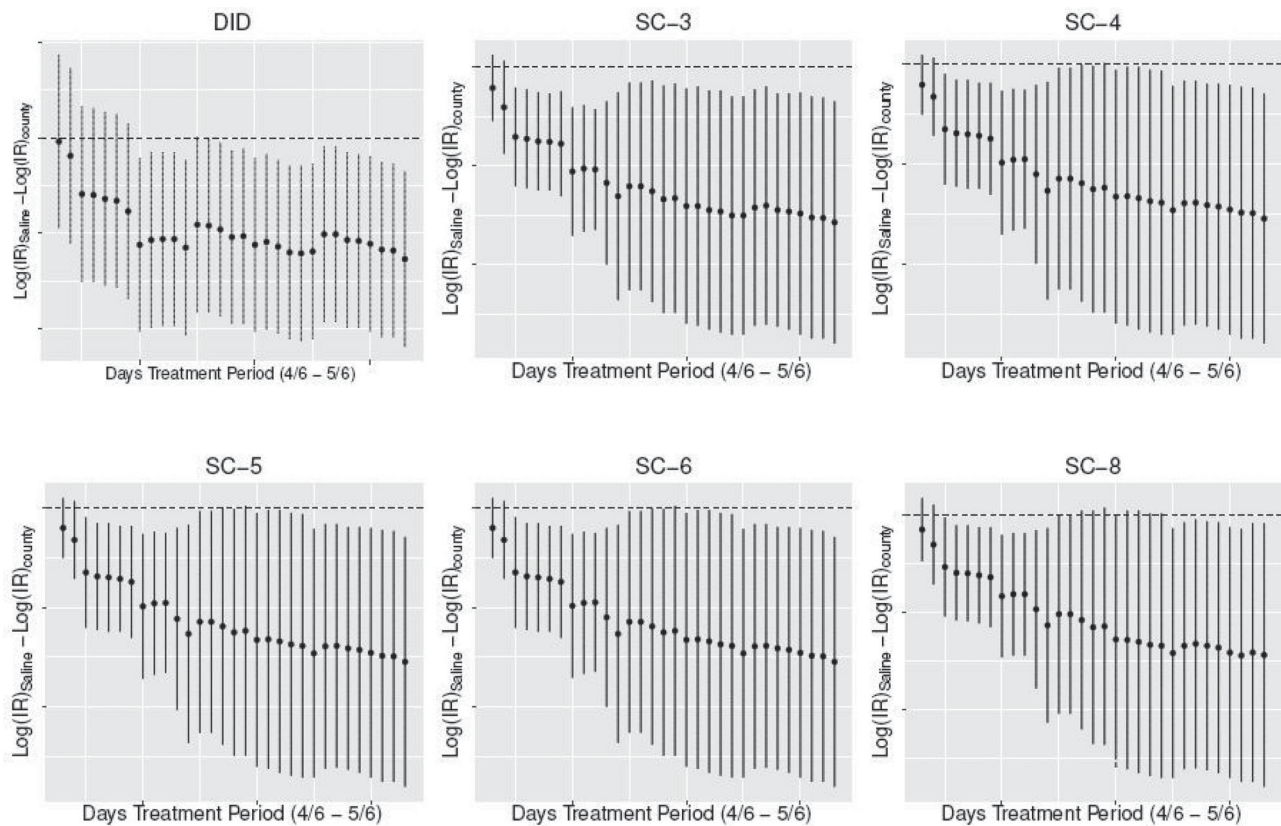 DID
SC−3
SC−4
Log(IR)Saline −Log(IR)county
Log(IR)Saline −Log(IR)county
Log(IR)Saline −Log(IR)county
Days Treatment Period (4/6 − 5/6)
Days Treatment Period (4/6 − 5/6)
Days Treatment Period (4/6 − 5/6)
SC−5
SC−6
SC−8
Log(IR)Saline −Log(IR)county
Log(IR)Saline −Log(IR)county
Log(IR)Saline −Log(IR)county
Days Treatment Period (4/6 − 5/6)
Days Treatment Period (4/6 − 5/6)
Days Treatment Period (4/6 − 5/6)